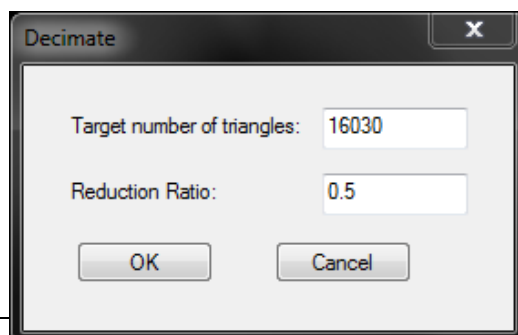 Decimate
Target number of triangles: 16030
Reduction Ratio: 0.5
OK Cancel